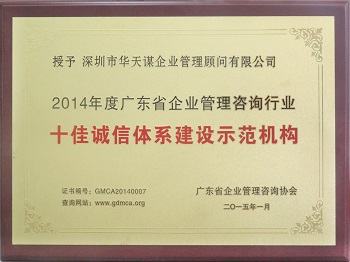 授予 深圳市华天谋企业管理顾问有限公司
2014年度广东省企业管理咨询行业
十佳诚信体系建设示范机构
证书编号：GMCA20140007
查询网站：www.gdmca.org
广东省企业管理咨询协会
二〇一五年一月